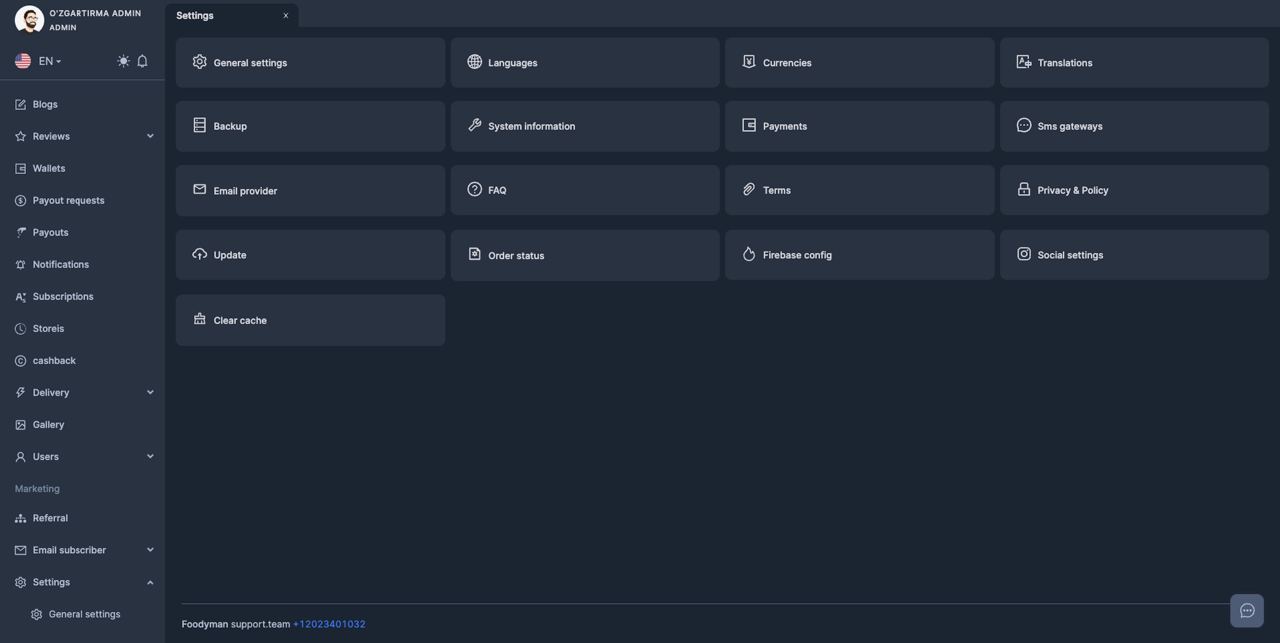 O'ZGARTIRMA ADMIN
ADMIN
EN
Blogs
Reviews
Wallets
Payout requests
Payouts
Notifications
Subscriptions
Storeis
cashback
Delivery
Gallery
Users
Marketing
Referral
Email subscriber
Settings
General settings
Settings x
General settings Languages Currencies Translations
Backup System information Payments Sms gateways
Email provider FAQ Terms Privacy & Policy
Update Order status Firebase config Social settings
Clear cache
Foodyman support.team +12023401032